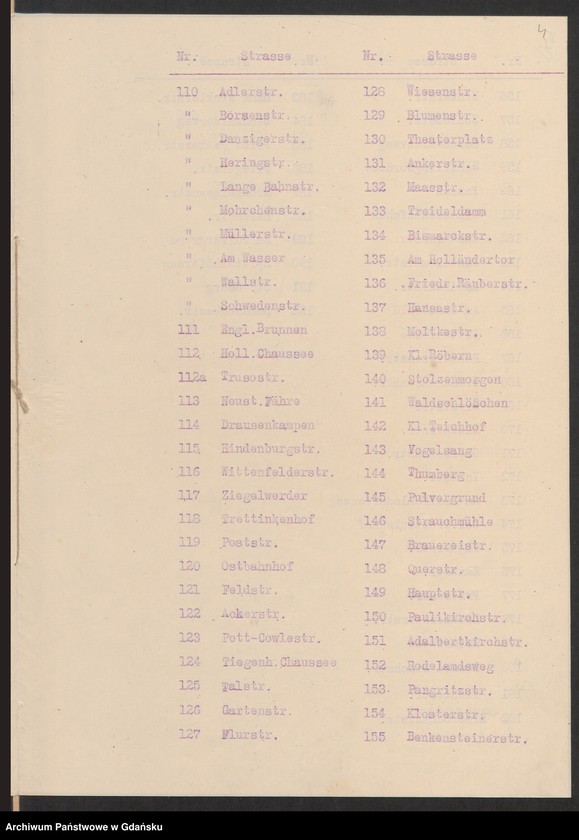 4
Nr. Strasse
110 Adlerstr.
" Börsenstr.
" Danzigerstr.
" Heringstr.
" Lange Bahnstr.
" Mohrchenstr.
" Müllerstr.
" Am Wasser
" Wallstr.
" Schwedenstr.
111 Engl.Brunnen
112 Holl.Chaussee
112a Trusostr.
113 Neust.Fähre
114 Drausenkampen
115 Hindenburgstr.
116 Wittenfelderstr.
117 Ziegelwerder
118 Trettinkenhof
119 Poststr.
120 Ostbahnhof
121 Feldstr.
122 Ackerstr.
123 Pott-Cowlestr.
124 Tiegenh.Chaussee
125 Talstr.
126 Gartenstr.
127 Flurstr.
Nr. Strasse
128 Wiesenstr.
129 Blumenstr.
130 Theaterplatz
131 Ankerstr.
132 Maasstr.
133 Treideldamm
134 Bismarckstr.
135 Am Holländertor
136 Friedr.Räuberstr.
137 Hansastr.
138 Moltkestr.
139 Kl.Röbern
140 Stolzenmorgen
141 Waldschlößchen
142 Kl.Teichhof
143 Vogelsang
144 Thumberg
145 Pulvergrund
146 Strauchmühle
147 Brauereistr.
148 Querstr.
149 Hauptstr.
150 Paulikirchstr.
151 Adalbertkirchstr.
152 Rodelandsweg
153 Pangritzstr.
154 Klosterstr.
155 Benkensteinerstr.
Archiwum Państwowe w Gdańsku